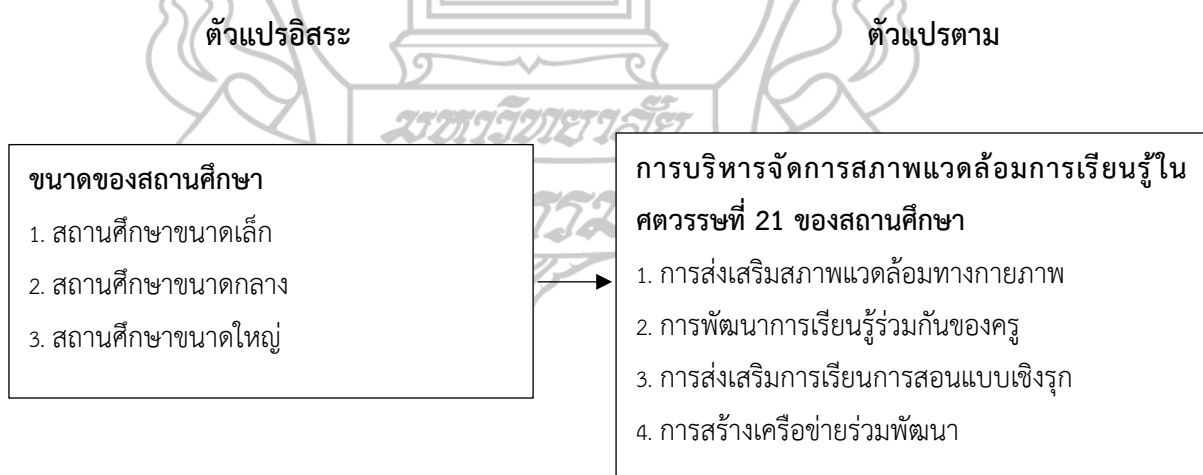 ตัวแปรอิสระ
ตัวแปรตาม
มหาวิทยาลัย
ขนาดของสถานศึกษา
1. สถานศึกษาขนาดเล็ก
2. สถานศึกษาขนาดกลาง
3. สถานศึกษาขนาดใหญ่
การบริหารจัดการสภาพแวดล้อมการเรียนรู้ใน
ศตวรรษที่ 21 ของสถานศึกษา
1. การส่งเสริมสภาพแวดล้อมทางกายภาพ
2. การพัฒนาการเรียนรู้ร่วมกันของครู
3. การส่งเสริมการเรียนการสอนแบบเชิงรุก
4. การสร้างเครือข่ายร่วมพัฒนา